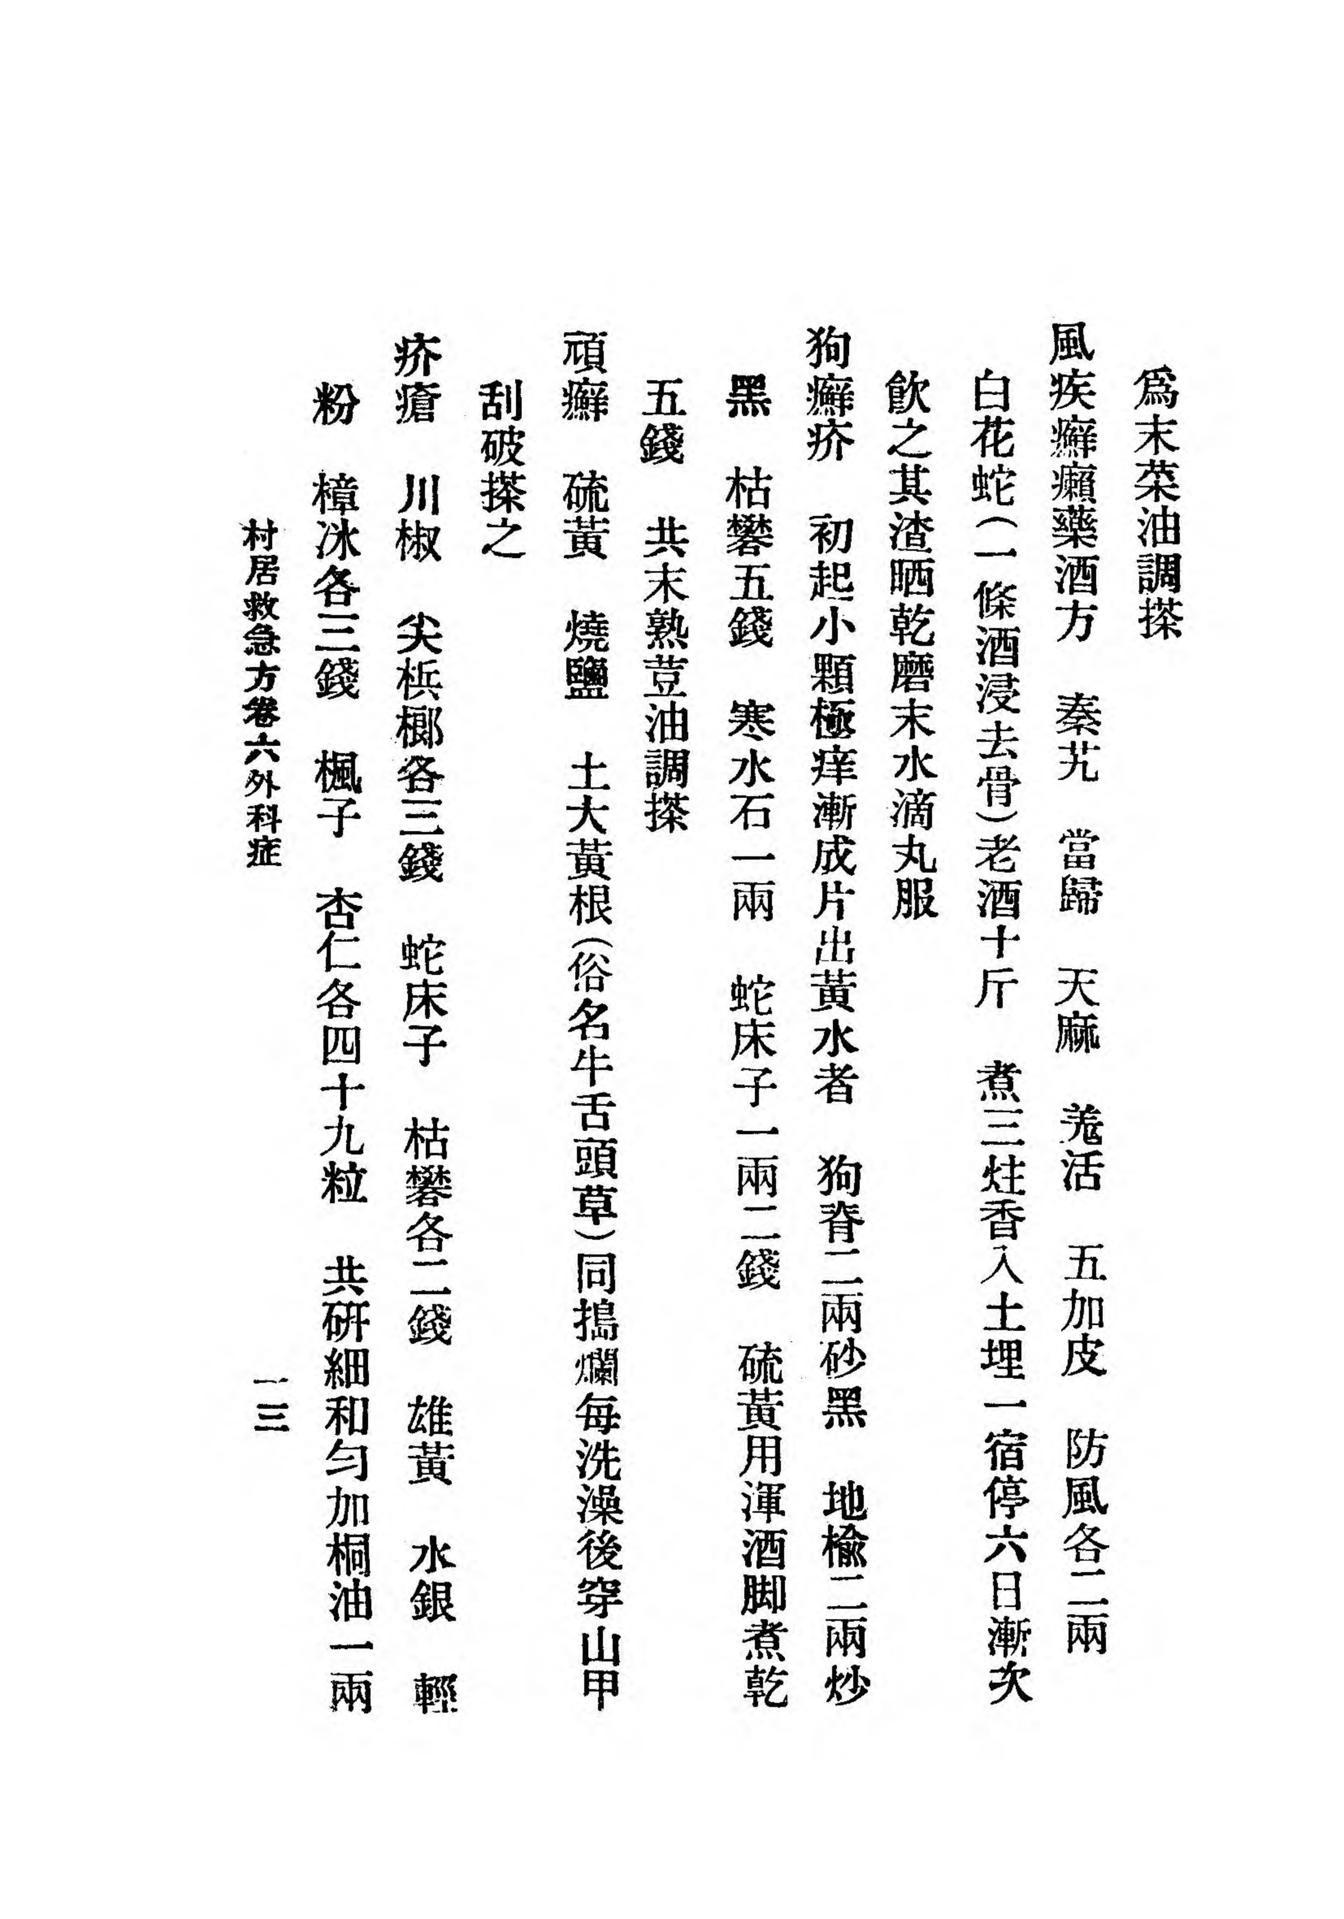 爲末菜油調搽
風疾癬癩藥酒方　秦艽　當歸　天麻　羗活　五加皮　防風各二兩
白花蛇（一條酒浸去骨）老酒十斤　煮三炷香入土埋一宿停六日漸次
飲之其渣晒乾磨末水滴丸服
狗癬疥　初起小顆極痒漸成片出黃水者　狗脊二兩砂黑　地楡二兩炒
黑　枯礬五錢　寒水石一兩　蛇床子一兩二錢　硫黃用渾酒脚煮乾
五錢　共末熟荳油調搽
頑癬　硫黃　燒鹽　土大黃根（俗名牛舌頭草）同搗爛每洗澡後穿山甲
刮破搽之
疥瘡　川椒　尖梹榔各三錢　蛇床子　枯礬各二錢　雄黃　水銀　輕
粉　樟冰各三錢　楓子　杏仁各四十九粒　共硏細和勻加桐油一兩
村居救急方卷六外科症　一三